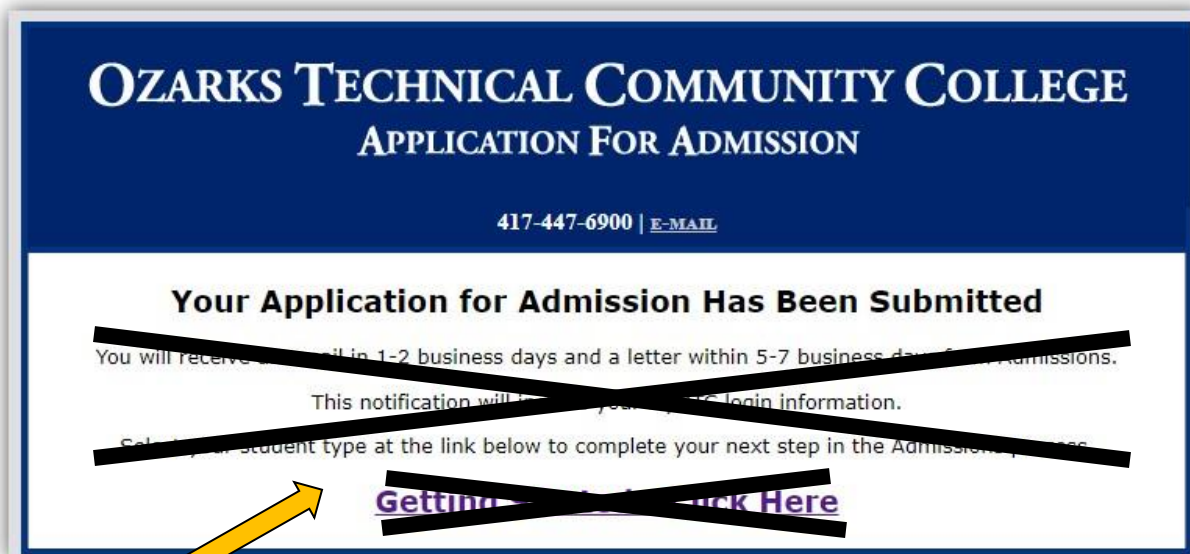 OZARKS TECHNICAL COMMUNITY COLLEGE
APPLICATION FOR ADMISSION
417-447-6900 | E-MAIL
Your Application for Admission Has Been Submitted
You will in 1-2 business days and a letter within 5-7 business Admissions.
This notification will login information.
student type at the link below to complete your next step in the
Getting Here